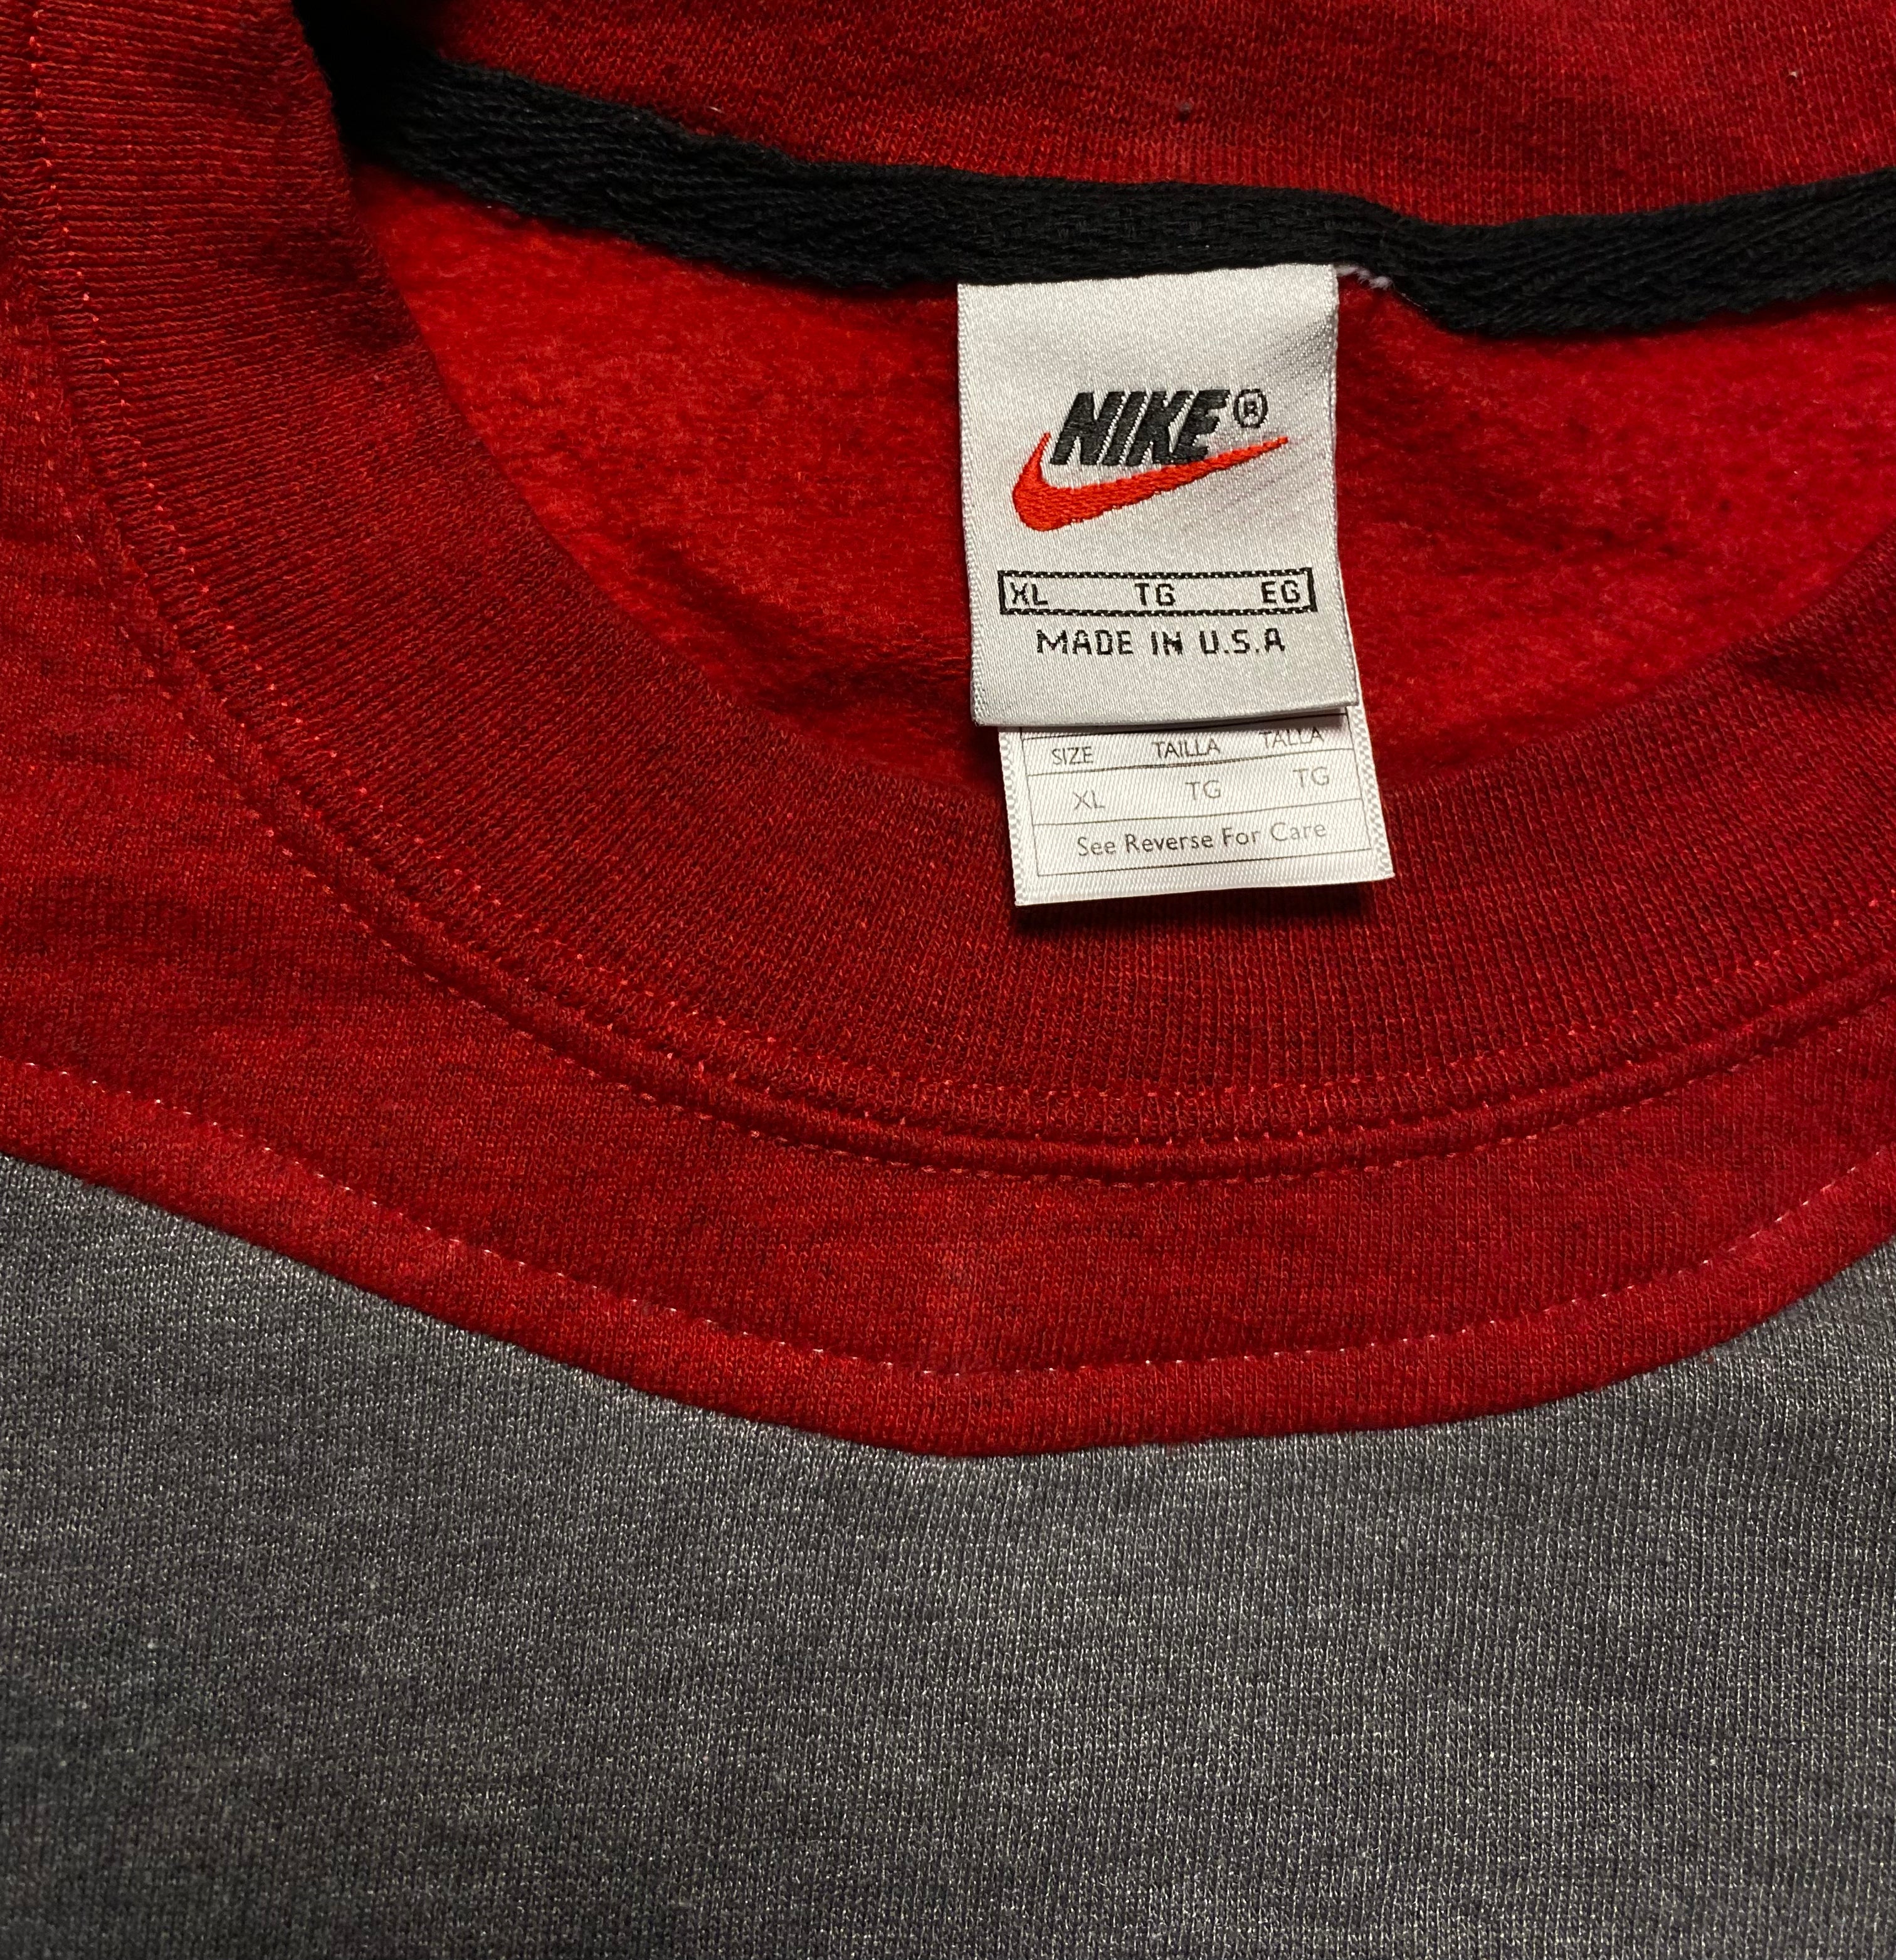 NIKE®
XL TG EG
MADE IN U.S.A
SIZE TAILLA TALLA
XL TG TG
See Reverse For Care